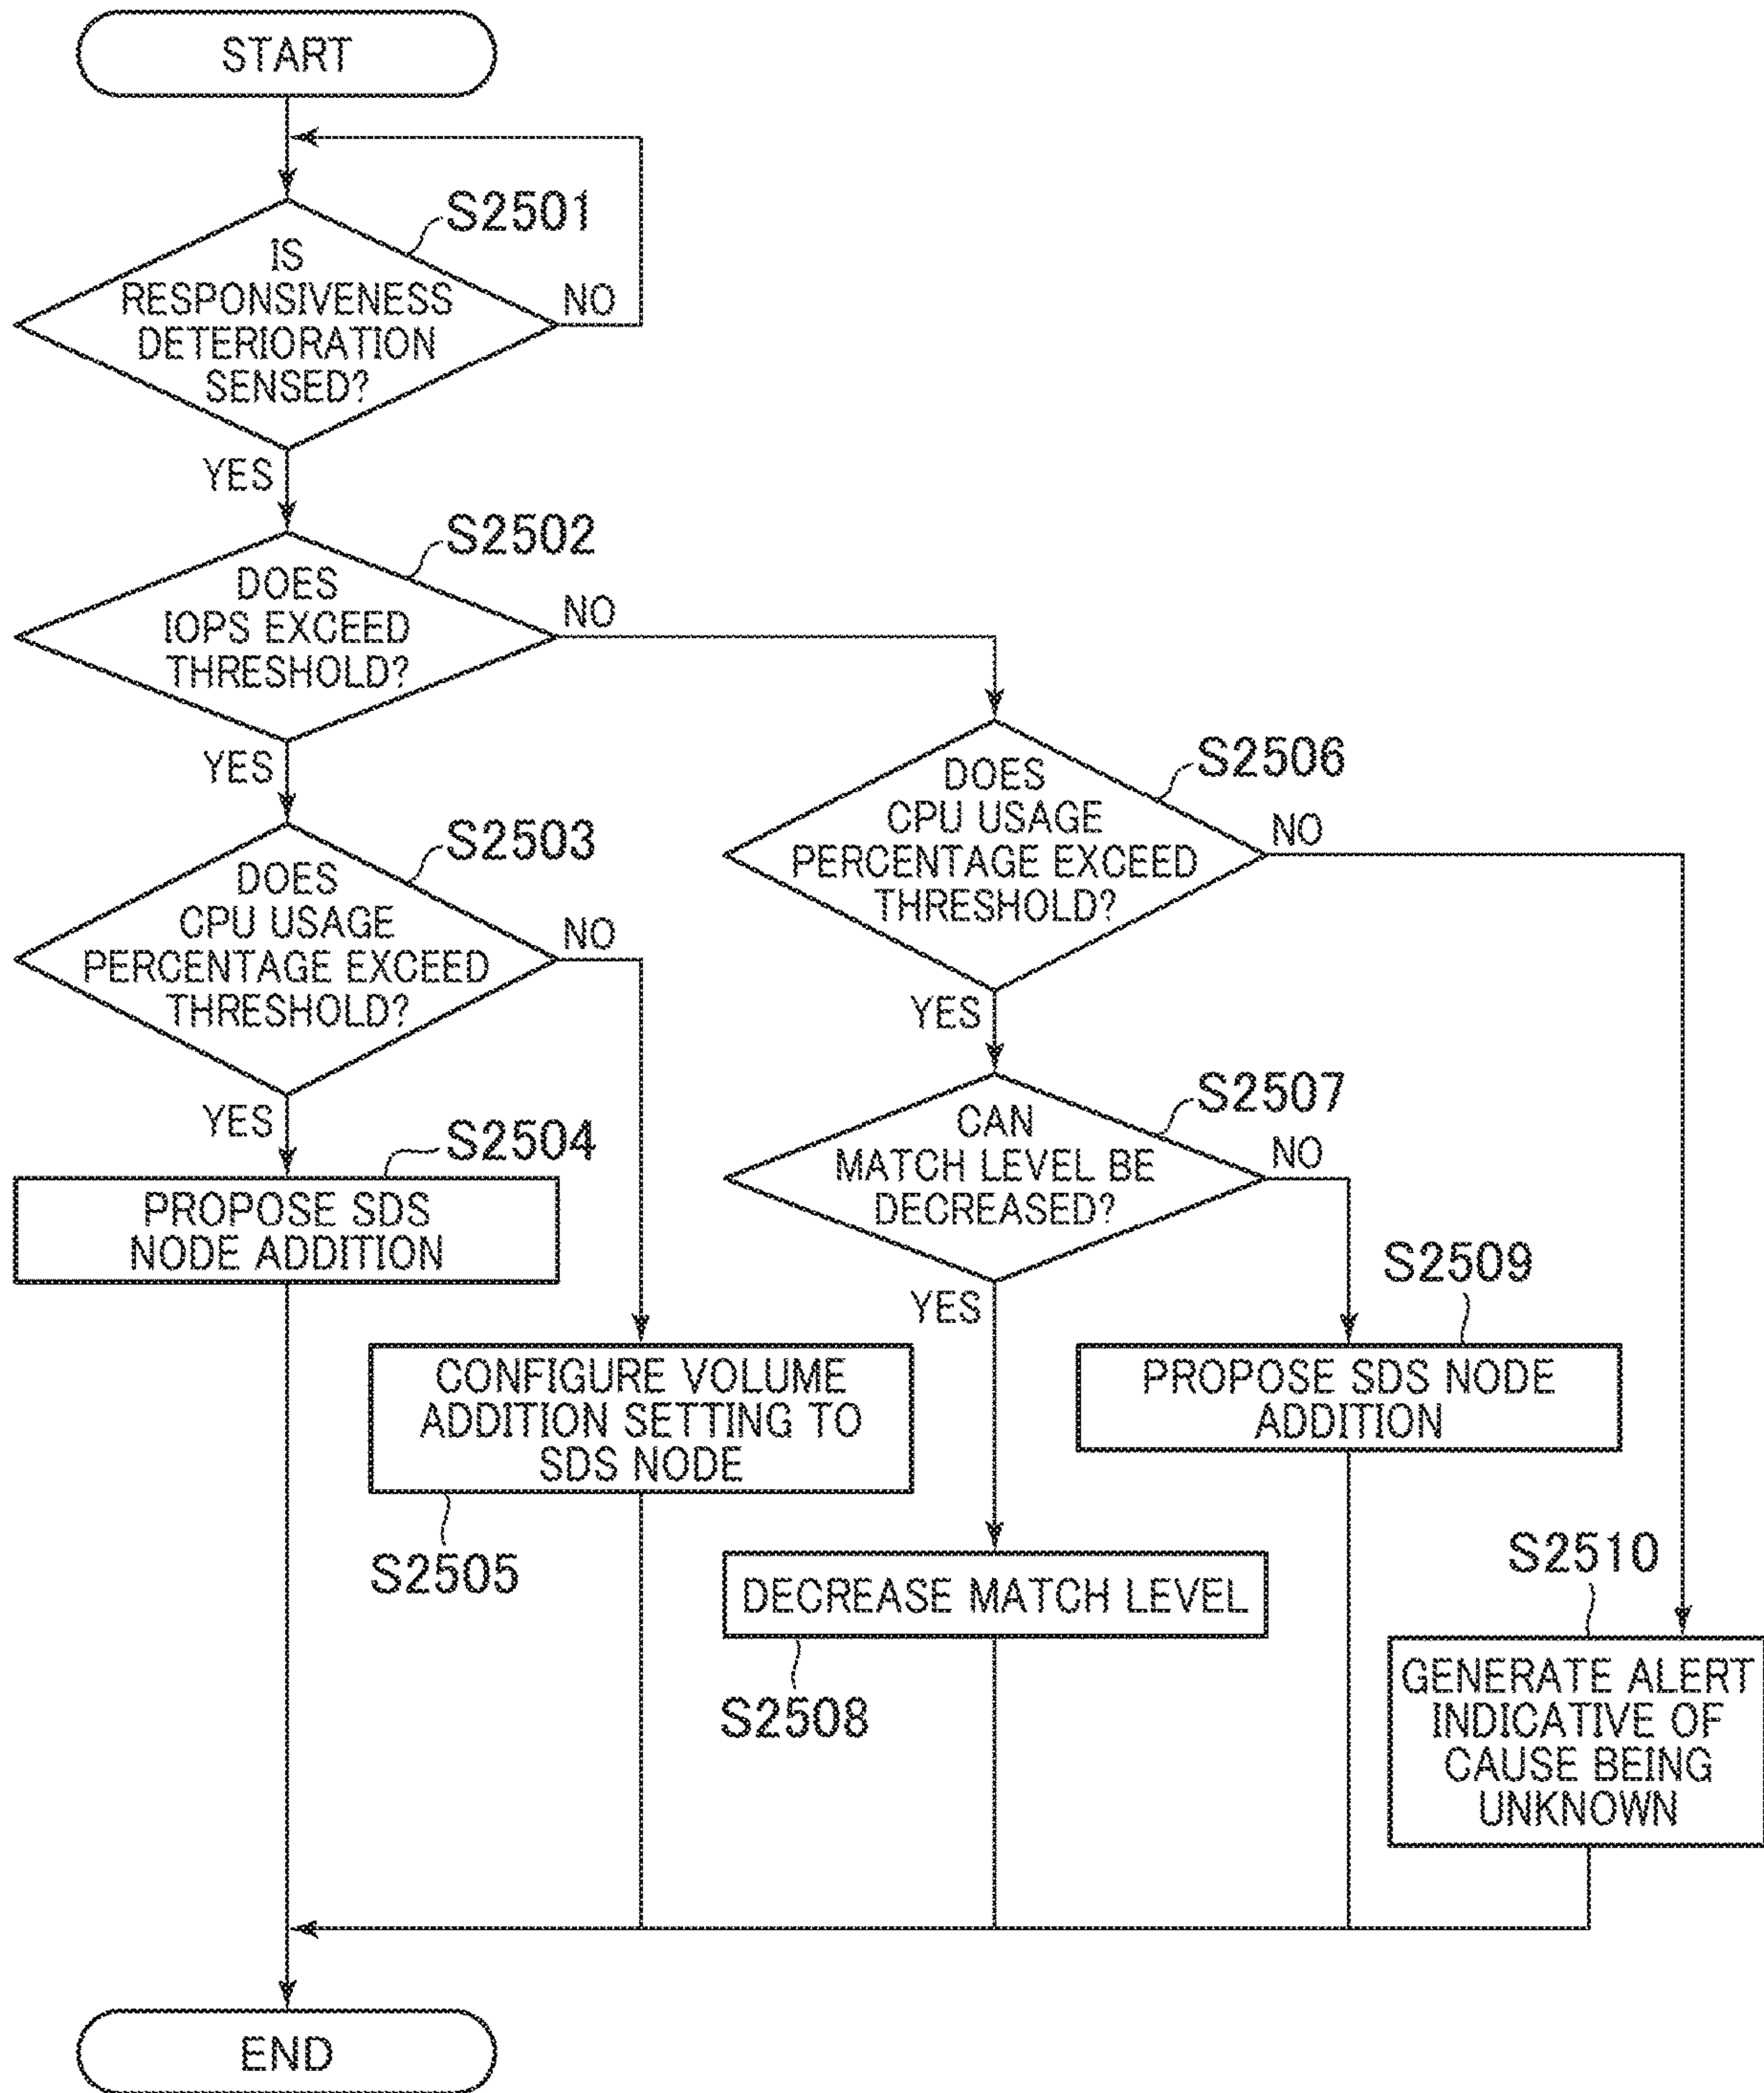 START
S2501
IS
RESPONSIVENESS
DETERIORATION
SENSED?
NO
YES
S2502
DOES
IOPS EXCEED
THRESHOLD?
NO
YES
S2503
DOES
CPU USAGE
PERCENTAGE EXCEED
THRESHOLD?
NO
YES
S2504
PROPOSE SDS
NODE ADDITION
CONFIGURE VOLUME
ADDITION SETTING TO
SDS NODE
S2505
S2506
DOES
CPU USAGE
PERCENTAGE EXCEED
THRESHOLD?
NO
YES
S2507
CAN
MATCH LEVEL BE
DECREASED?
NO
YES
DECREASE MATCH LEVEL
S2508
S2509
PROPOSE SDS NODE
ADDITION
S2510
GENERATE ALERT
INDICATIVE OF
CAUSE BEING
UNKNOWN
END